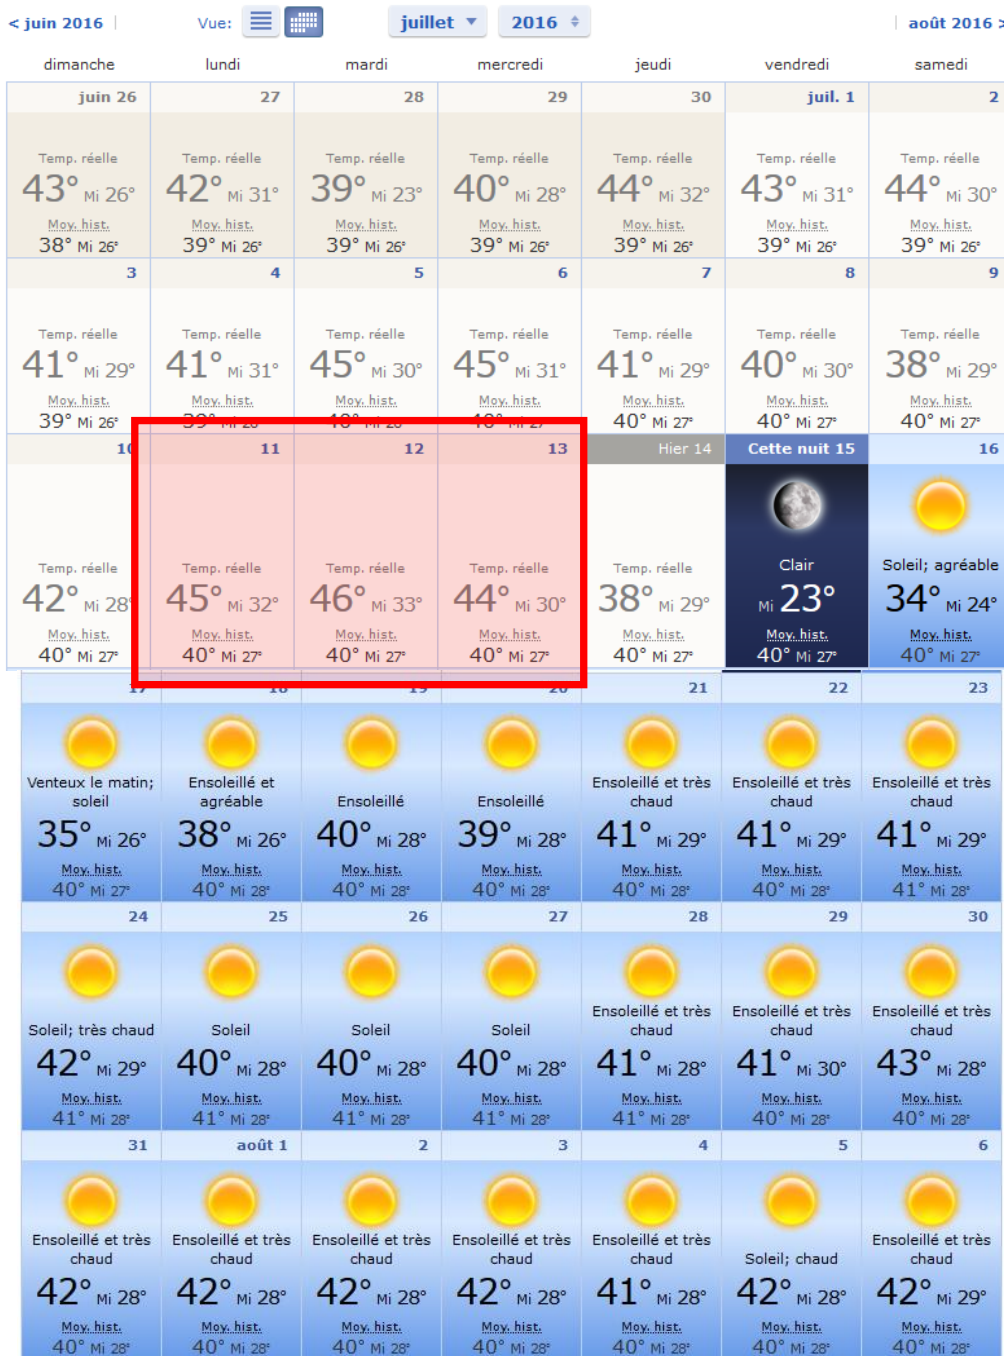 < juin 2016 Vue: juillet 2016 août 2016 >
dimanche lundi mardi mercredi jeudi vendredi samedi
juin 26 27 28 29 30 juil. 1 2
Temp. réelle Temp. réelle Temp. réelle Temp. réelle Temp. réelle Temp. réelle Temp. réelle
43° Mi 26° 42° Mi 31° 39° Mi 23° 40° Mi 28° 44° Mi 32° 43° Mi 31° 44° Mi 30°
Moy. hist. Moy. hist. Moy. hist. Moy. hist. Moy. hist. Moy. hist. Moy. hist.
38° Mi 26° 39° Mi 26° 39° Mi 26° 39° Mi 26° 39° Mi 26° 39° Mi 26° 39° Mi 26°
3 4 5 6 7 8 9
Temp. réelle Temp. réelle Temp. réelle Temp. réelle Temp. réelle Temp. réelle Temp. réelle
41° Mi 29° 41° Mi 31° 45° Mi 30° 45° Mi 31° 41° Mi 29° 40° Mi 30° 38° Mi 29°
Moy. hist. Moy. hist. Moy. hist. Moy. hist. Moy. hist. Moy. hist. Moy. hist.
39° Mi 26° 40° Mi 27° 40° Mi 27° 40° Mi 27°
10 11 12 13 Hier 14 Cette nuit 15 16
Clair Soleil; agréable
Temp. réelle Temp. réelle Temp. réelle Temp. réelle Temp. réelle
42° Mi 28° 45° Mi 32° 46° Mi 33° 44° Mi 30° 38° Mi 29° Mi 23° 34° Mi 24°
Moy. hist. Moy. hist. Moy. hist. Moy. hist. Moy. hist. Moy. hist. Moy. hist.
40° Mi 27° 40° Mi 27° 40° Mi 27° 40° Mi 27° 40° Mi 27° 40° Mi 27° 40° Mi 27°
17 18 19 20 21 22 23
Venteux le matin; Ensoleillé et Ensoleillé et très Ensoleillé et très Ensoleillé et très
soleil agréable Ensoleillé Ensoleillé chaud chaud chaud
35° Mi 26° 38° Mi 26° 40° Mi 28° 39° Mi 28° 41° Mi 29° 41° Mi 29° 41° Mi 29°
Moy. hist. Moy. hist. Moy. hist. Moy. hist. Moy. hist. Moy. hist. Moy. hist.
40° Mi 27° 40° Mi 28° 40° Mi 28° 40° Mi 28° 40° Mi 28° 40° Mi 28° 41° Mi 28°
24 25 26 27 28 29 30
Ensoleillé et très Ensoleillé et très Ensoleillé et très
Soleil; très chaud Soleil Soleil Soleil chaud chaud chaud
42° Mi 29° 40° Mi 28° 40° Mi 28° 40° Mi 28° 41° Mi 28° 41° Mi 30° 43° Mi 28°
Moy. hist. Moy. hist. Moy. hist. Moy. hist. Moy. hist. Moy. hist. Moy. hist.
41° Mi 28° 41° Mi 28° 41° Mi 28° 41° Mi 28° 41° Mi 28° 40° Mi 28° 40° Mi 28°
31 août 1 2 3 4 5 6
Ensoleillé et très Ensoleillé et très Ensoleillé et très Ensoleillé et très Ensoleillé et très Ensoleillé et très
chaud chaud chaud chaud chaud Soleil; chaud chaud
42° Mi 28° 42° Mi 28° 42° Mi 28° 42° Mi 28° 41° Mi 28° 42° Mi 28° 42° Mi 29°
Moy. hist. Moy. hist. Moy. hist. Moy. hist. Moy. hist. Moy. hist. Moy. hist.
40° Mi 28° 40° Mi 28° 40° Mi 28° 40° Mi 28° 40° Mi 28° 40° Mi 28° 40° Mi 28°